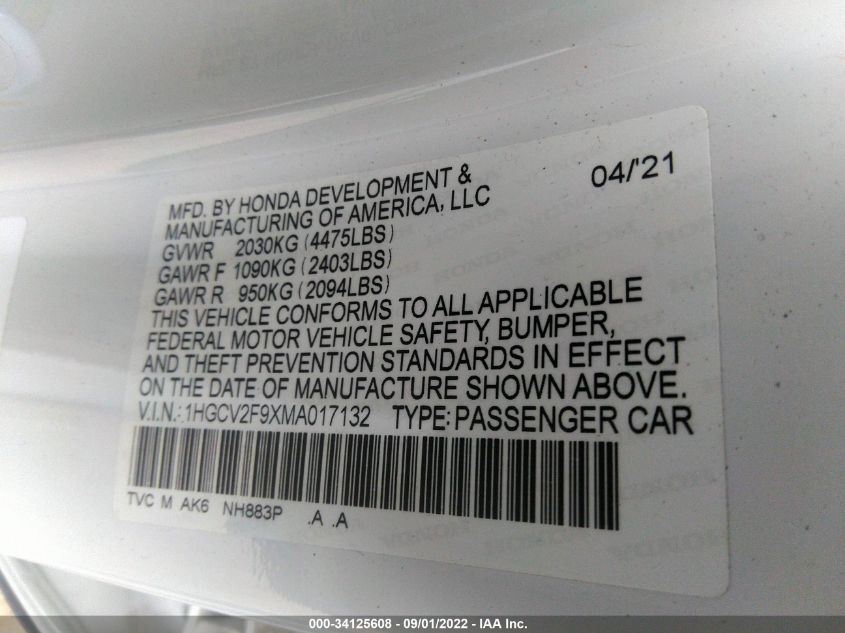 MFD. BY HONDA DEVELOPMENT & 04/'21
MANUFACTURING OF AMERICA, LLC
GVWR 2030KG (4475LBS)
GAWR F 1090KG (2403LBS)
GAWR R 950KG (2094LBS)
THIS VEHICLE CONFORMS TO ALL APPLICABLE
FEDERAL MOTOR VEHICLE SAFETY, BUMPER,
AND THEFT PREVENTION STANDARDS IN EFFECT
ON THE DATE OF MANUFACTURE SHOWN ABOVE.
V.I.N.: 1HGCV2F9XMA017132 TYPE: PASSENGER CAR
TVC M AK6 NH883P .A .A
HONDA
000-34125608 - 09/01/2022 - IAA Inc.